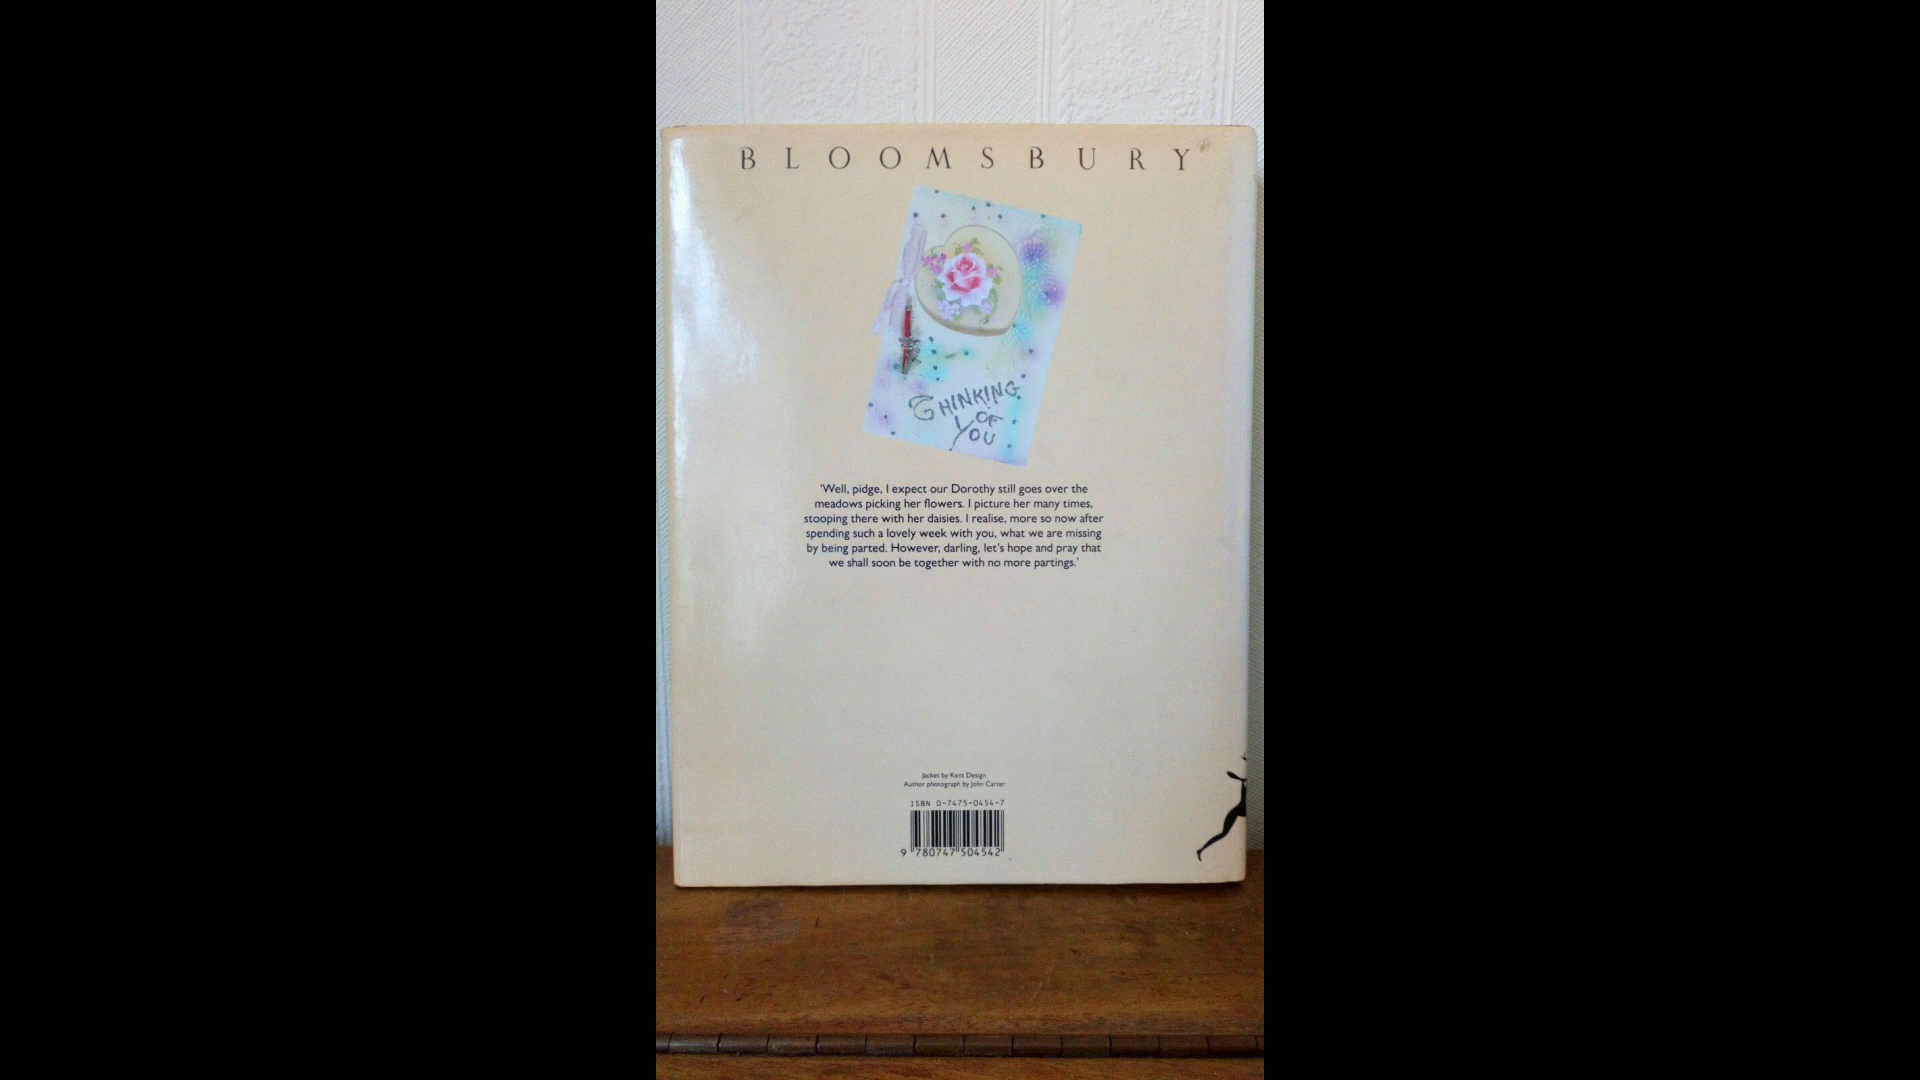 BLOOMSBURY
THINKING
OF
YOU
'Well, pidge, I expect our Dorothy still goes over the
meadows picking her flowers. I picture her many times,
stooping there with her daisies. I realise, more so now after
spending such a lovely week with you, what we are missing
by being parted. However, darling, let's hope and pray that
we shall soon be together with no more partings.'
Jacket by Kent Design
Author photograph by John Carter
ISBN 0-7475-0454-7
9 780747 504542